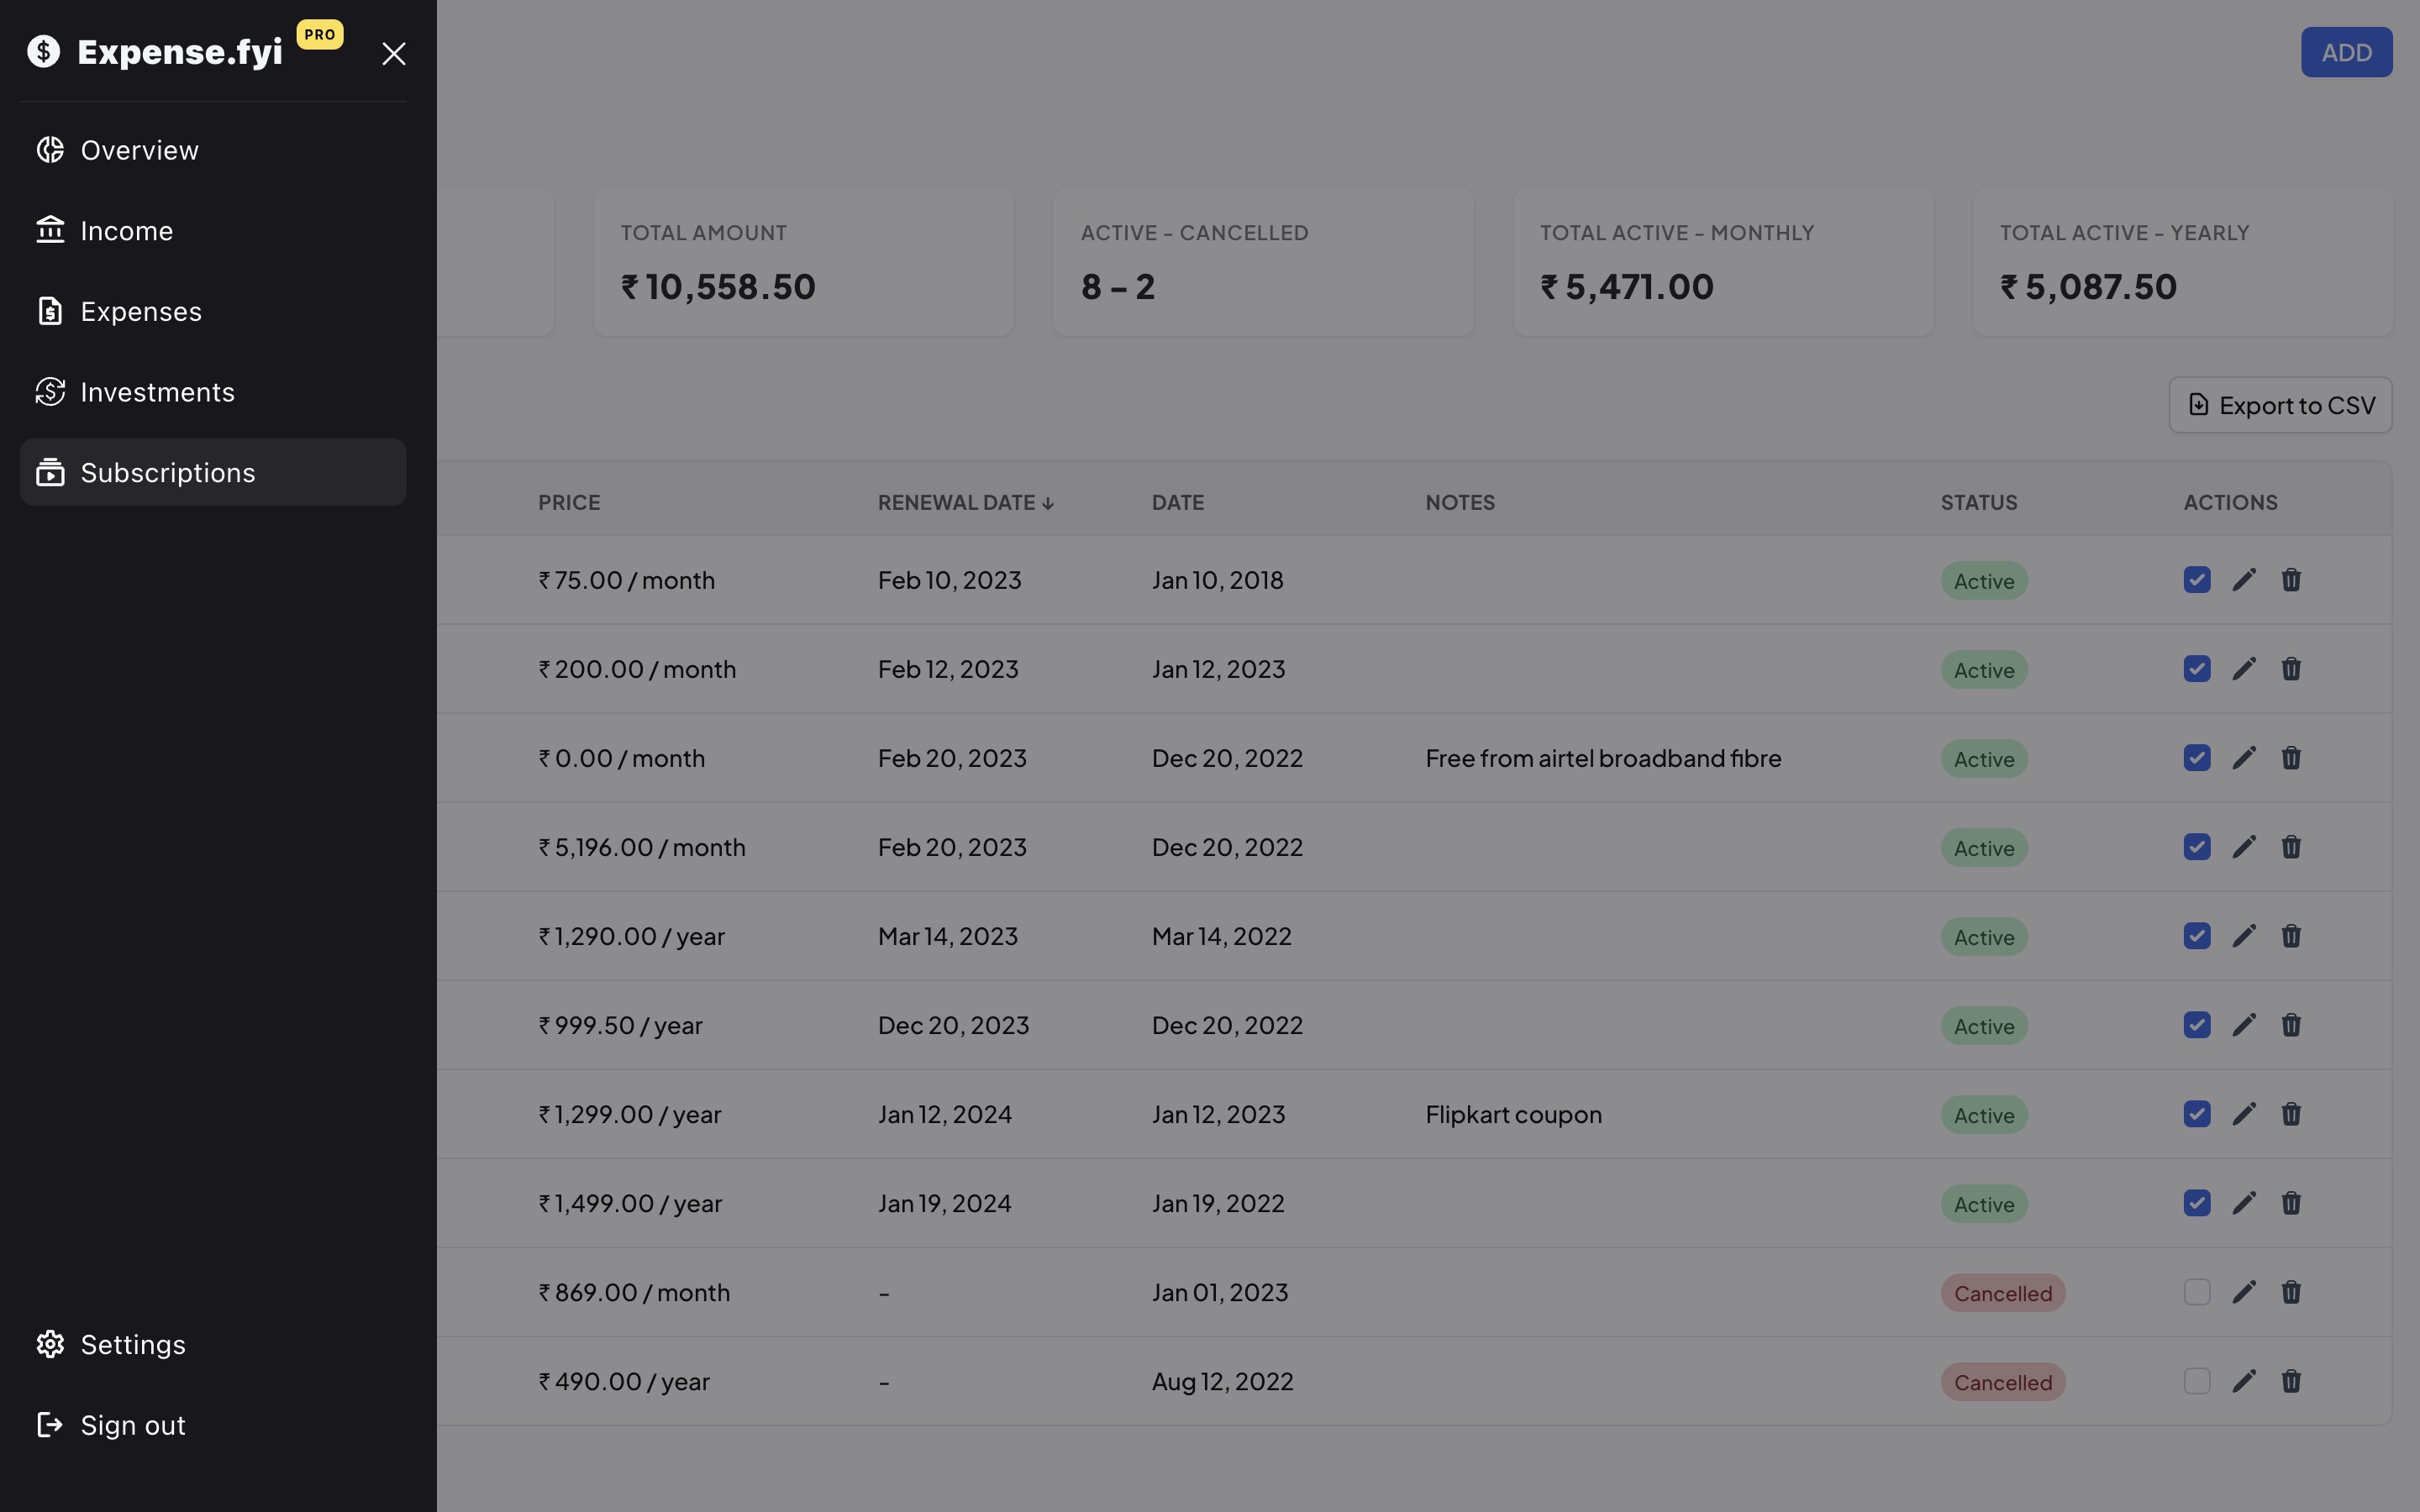 Expense.fyi PRO
Overview
Income
Expenses
Investments
Subscriptions
Settings
Sign out
ADD
TOTAL AMOUNT
₹ 10,558.50
ACTIVE – CANCELLED
8 – 2
TOTAL ACTIVE – MONTHLY
₹ 5,471.00
TOTAL ACTIVE – YEARLY
₹ 5,087.50
Export to CSV
PRICE RENEWAL DATE ↓ DATE NOTES STATUS ACTIONS
₹ 75.00 / month Feb 10, 2023 Jan 10, 2018 Active
₹ 200.00 / month Feb 12, 2023 Jan 12, 2023 Active
₹ 0.00 / month Feb 20, 2023 Dec 20, 2022 Free from airtel broadband fibre Active
₹ 5,196.00 / month Feb 20, 2023 Dec 20, 2022 Active
₹ 1,290.00 / year Mar 14, 2023 Mar 14, 2022 Active
₹ 999.50 / year Dec 20, 2023 Dec 20, 2022 Active
₹ 1,299.00 / year Jan 12, 2024 Jan 12, 2023 Flipkart coupon Active
₹ 1,499.00 / year Jan 19, 2024 Jan 19, 2022 Active
₹ 869.00 / month - Jan 01, 2023 Cancelled
₹ 490.00 / year - Aug 12, 2022 Cancelled